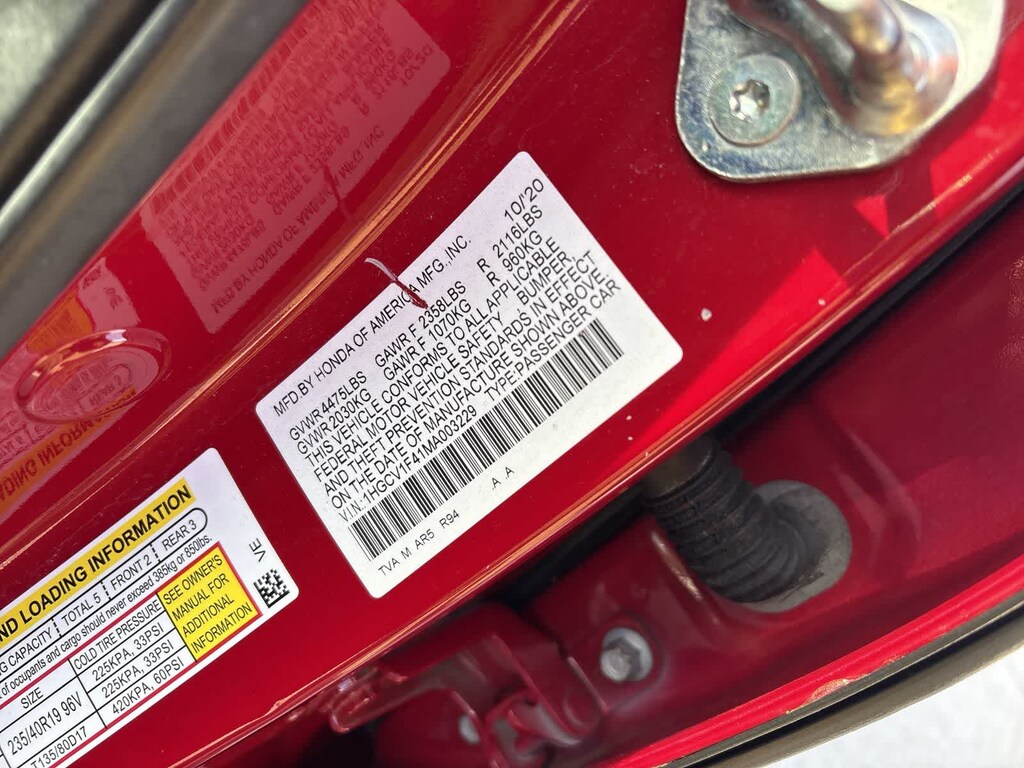 MFD BY HONDA OF AMERICA MFG., INC. 10/'20
GVWR 4475LBS GAWR F 2358LBS R 2116LBS
GVWR 2030KG GAWR F 1070KG R 960KG
THIS VEHICLE CONFORMS TO ALL APPLICABLE
FEDERAL MOTOR VEHICLE SAFETY, BUMPER,
AND THEFT PREVENTION STANDARDS IN EFFECT
ON THE DATE OF MANUFACTURE SHOWN ABOVE.
V.I.N.:1HGCV1F41MA003229 TYPE:PASSENGER CAR
A A
TVA M AR5 R94
ND LOADING INFORMATION
NG CAPACITY TOTAL 5 FRONT 2 REAR 3
of occupants and cargo should never exceed 385kg or 850lbs.
SIZE COLD TIRE PRESSURE
235/40R19 96V 225KPA, 33PSI
225KPA, 33PSI
T135/80D17 420KPA, 60PSI
SEE OWNER'S
MANUAL FOR
ADDITIONAL
INFORMATION
VE